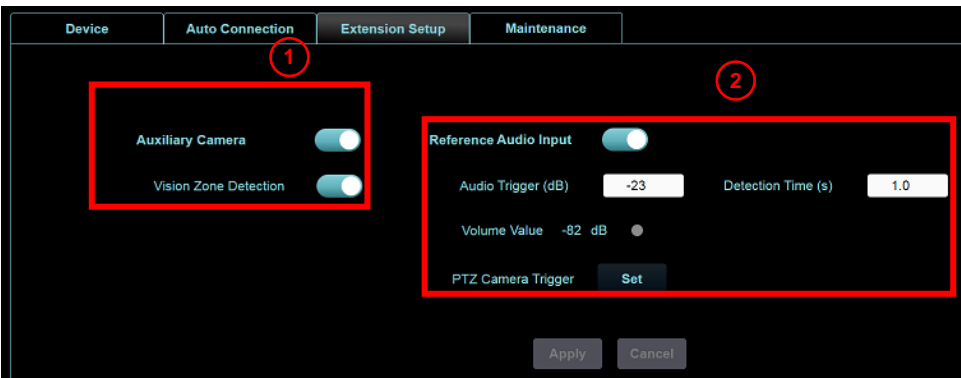 Device Auto Connection Extension Setup Maintenance
1
2
Auxiliary Camera
Vision Zone Detection
Reference Audio Input
Audio Trigger (dB) -23 Detection Time (s) 1.0
Volume Value -82 dB
PTZ Camera Trigger Set
Apply Cancel